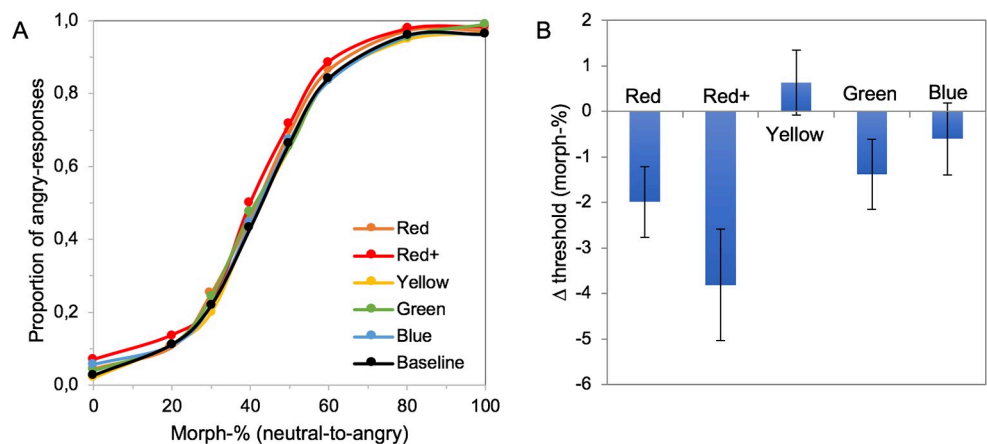 A
Proportion of angry-responses
1,0
0,8
0,6
0,4
0,2
0,0
0
20
40
60
80
100
Morph-% (neutral-to-angry)
Red
Red+
Yellow
Green
Blue
Baseline
B
Δ threshold (morph-%)
2
1
0
-1
-2
-3
-4
-5
-6
Red
Red+
Yellow
Green
Blue